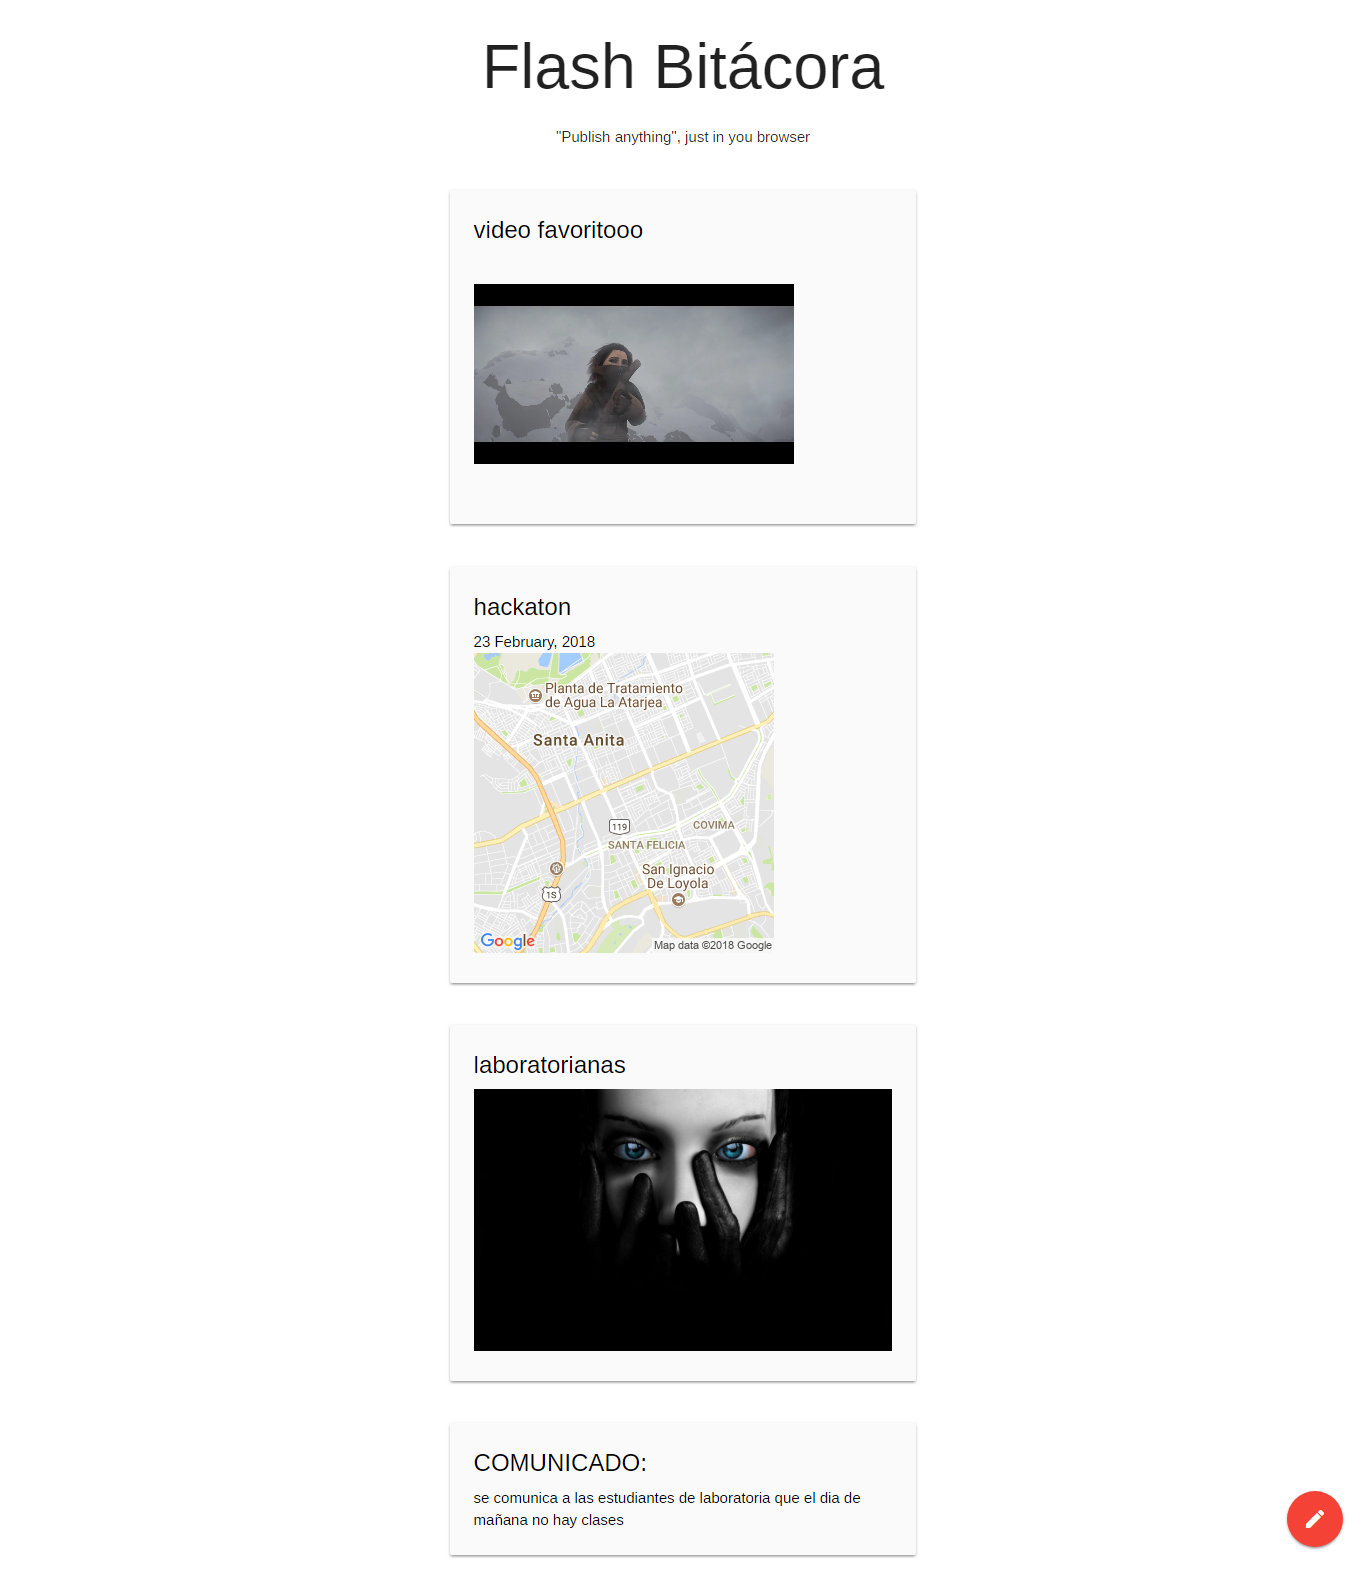 Flash Bitácora
"Publish anything", just in you browser
video favoritooo
hackaton
23 February, 2018
Planta de Tratamiento
de Agua La Atarjea
Santa Anita
119
COVIMA
SANTA FELICIA
San Ignacio
De Loyola
1S
Google
Map data ©2018 Google
laboratorianas
COMUNICADO:
se comunica a las estudiantes de laboratoria que el dia de
mañana no hay clases